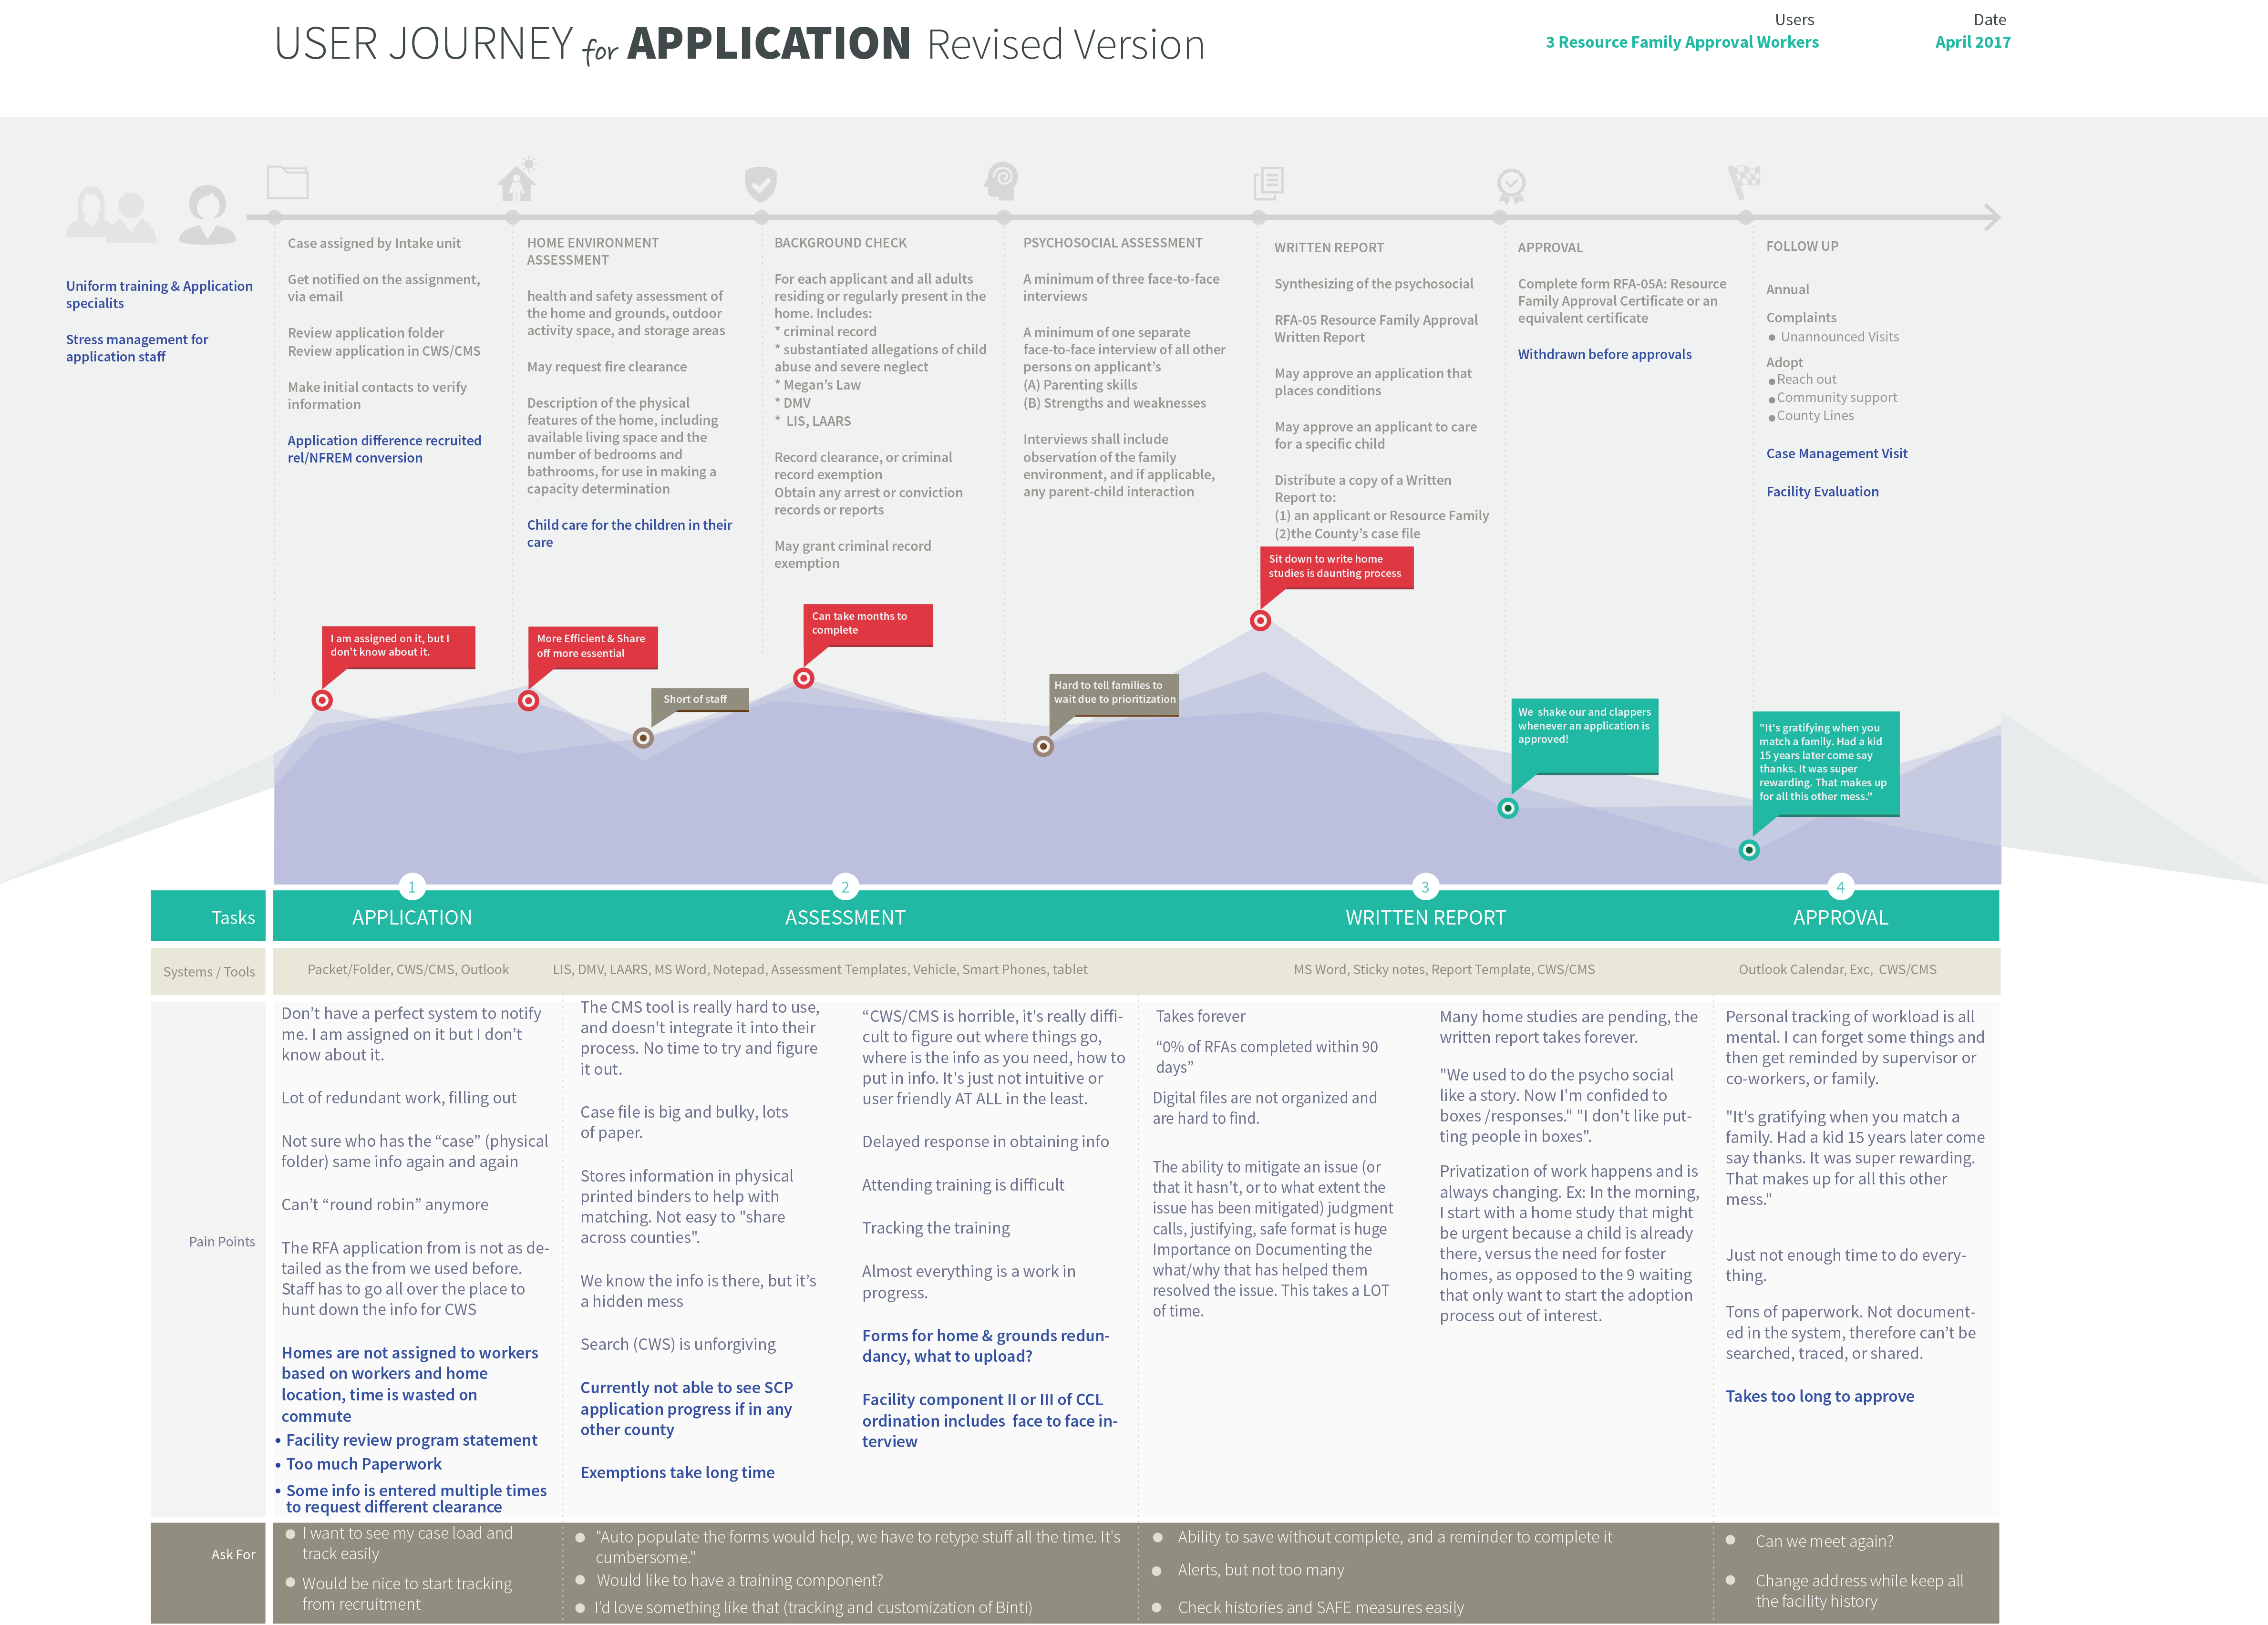 USER JOURNEY for APPLICATION Revised Version
Users
3 Resource Family Approval Workers
Date
April 2017
Uniform training & Application
specialits
Stress management for
application staff
Case assigned by Intake unit
Get notified on the assignment,
via email
Review application folder
Review application in CWS/CMS
Make initial contacts to verify
information
Application difference recruited
rel/NFREM conversion
HOME ENVIRONMENT
ASSESSMENT
health and safety assessment of
the home and grounds, outdoor
activity space, and storage areas
May request fire clearance
Description of the physical
features of the home, including
available living space and the
number of bedrooms and
bathrooms, for use in making a
capacity determination
Child care for the children in their
care
BACKGROUND CHECK
For each applicant and all adults
residing or regularly present in the
home. Includes:
* criminal record
* substantiated allegations of child
abuse and severe neglect
* Megan's Law
* DMV
* LIS, LAARS
Record clearance, or criminal
record exemption
Obtain any arrest or conviction
records or reports
May grant criminal record
exemption
PSYCHOSOCIAL ASSESSMENT
A minimum of three face-to-face
interviews
A minimum of one separate
face-to-face interview of all other
persons on applicant's
(A) Parenting skills
(B) Strengths and weaknesses
Interviews shall include
observation of the family
environment, and if applicable,
any parent-child interaction
WRITTEN REPORT
Synthesizing of the psychosocial
RFA-05 Resource Family Approval
Written Report
May approve an application that
places conditions
May approve an applicant to care
for a specific child
Distribute a copy of a Written
Report to:
(1) an applicant or Resource Family
(2)the County's case file
APPROVAL
Complete form RFA-05A: Resource
Family Approval Certificate or an
equivalent certificate
Withdrawn before approvals
FOLLOW UP
Annual
Complaints
• Unannounced Visits
Adopt
• Reach out
• Community support
• County Lines
Case Management Visit
Facility Evaluation
I am assigned on it, but I
don't know about it.
More Efficient & Share
off more essential
Short of staff
Can take months to
complete
Hard to tell families to
wait due to prioritization
Sit down to write home
studies is daunting process
We shake our and clappers
whenever an application is
approved!
"It's gratifying when you
match a family. Had a kid
15 years later come say
thanks. It was super
rewarding. That makes up
for all this other mess."
1
2
3
4
Tasks
APPLICATION
ASSESSMENT
WRITTEN REPORT
APPROVAL
Systems / Tools
Packet/Folder, CWS/CMS, Outlook
LIS, DMV, LAARS, MS Word, Notepad, Assessment Templates, Vehicle, Smart Phones, tablet
MS Word, Sticky notes, Report Template, CWS/CMS
Outlook Calendar, Exc, CWS/CMS
Pain Points
Don't have a perfect system to notify
me. I am assigned on it but I don't
know about it.
Lot of redundant work, filling out
Not sure who has the “case” (physical
folder) same info again and again
Can't “round robin” anymore
The RFA application from is not as de-
tailed as the from we used before.
Staff has to go all over the place to
hunt down the info for CWS
Homes are not assigned to workers
based on workers and home
location, time is wasted on
commute
• Facility review program statement
• Too much Paperwork
• Some info is entered multiple times
to request different clearance
The CMS tool is really hard to use,
and doesn't integrate it into their
process. No time to try and figure
it out.
Case file is big and bulky, lots
of paper.
Stores information in physical
printed binders to help with
matching. Not easy to "share
across counties".
We know the info is there, but it's
a hidden mess
Search (CWS) is unforgiving
Currently not able to see SCP
application progress if in any
other county
Exemptions take long time
“CWS/CMS is horrible, it's really diffi-
cult to figure out where things go,
where is the info as you need, how to
put in info. It's just not intuitive or
user friendly AT ALL in the least.
Delayed response in obtaining info
Attending training is difficult
Tracking the training
Almost everything is a work in
progress.
Forms for home & grounds redun-
dancy, what to upload?
Facility component II or III of CCL
ordination includes face to face in-
terview
Takes forever
“0% of RFAs completed within 90
days”
Digital files are not organized and
are hard to find.
The ability to mitigate an issue (or
that it hasn't, or to what extent the
issue has been mitigated) judgment
calls, justifying, safe format is huge
Importance on Documenting the
what/why that has helped them
resolved the issue. This takes a LOT
of time.
Many home studies are pending, the
written report takes forever.
"We used to do the psycho social
like a story. Now I'm confided to
boxes /responses." "I don't like put-
ting people in boxes".
Privatization of work happens and is
always changing. Ex: In the morning,
I start with a home study that might
be urgent because a child is already
there, versus the need for foster
homes, as opposed to the 9 waiting
that only want to start the adoption
process out of interest.
Personal tracking of workload is all
mental. I can forget some things and
then get reminded by supervisor or
co-workers, or family.
"It's gratifying when you match a
family. Had a kid 15 years later come
say thanks. It was super rewarding.
That makes up for all this other
mess."
Just not enough time to do every-
thing.
Tons of paperwork. Not document-
ed in the system, therefore can't be
searched, traced, or shared.
Takes too long to approve
Ask For
• I want to see my case load and
track easily
• Would be nice to start tracking
from recruitment
• "Auto populate the forms would help, we have to retype stuff all the time. It's
cumbersome."
• Would like to have a training component?
• I'd love something like that (tracking and customization of Binti)
• Ability to save without complete, and a reminder to complete it
• Alerts, but not too many
• Check histories and SAFE measures easily
• Can we meet again?
• Change address while keep all
the facility history